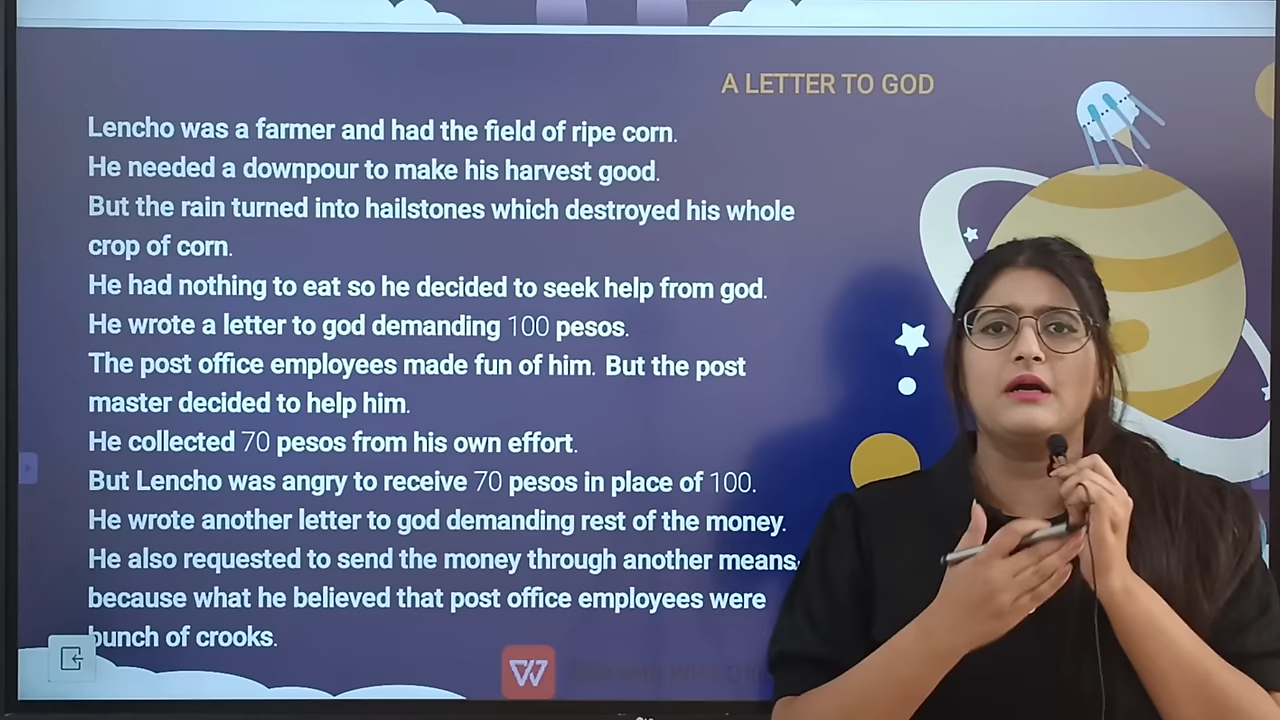 A LETTER TO GOD
Lencho was a farmer and had the field of ripe corn.
He needed a downpour to make his harvest good.
But the rain turned into hailstones which destroyed his whole
crop of corn.
He had nothing to eat so he decided to seek help from god.
He wrote a letter to god demanding 100 pesos.
The post office employees made fun of him. But the post
master decided to help him.
He collected 70 pesos from his own effort.
But Lencho was angry to receive 70 pesos in place of 100.
He wrote another letter to god demanding rest of the money.
He also requested to send the money through another means,
because what he believed that post office employees were
bunch of crooks.